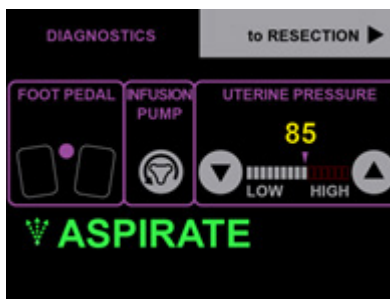 DIAGNOSTICS
to RESECTION
FOOT PEDAL
INFUSION
PUMP
UTERINE PRESSURE
85
LOW HIGH
ASPIRATE